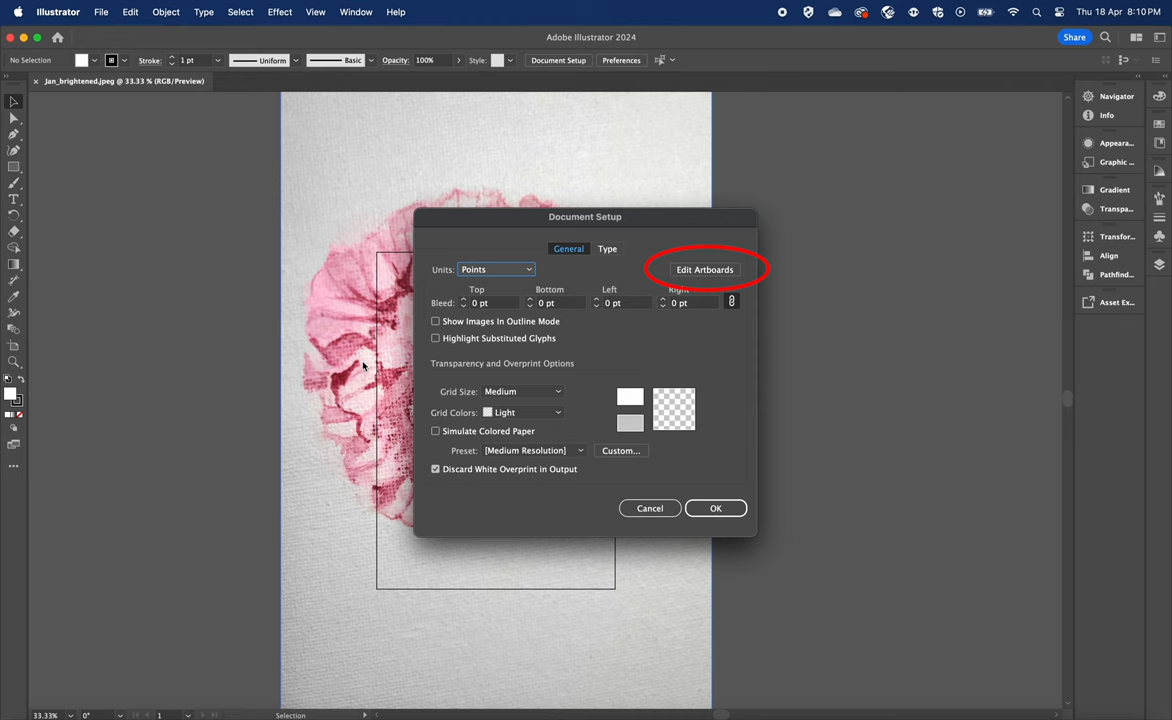 Illustrator File Edit Object Type Select Effect View Window Help Thu 18 Apr 8:10 PM
Adobe Illustrator 2024 Share
No Selection Stroke: 1 pt Uniform Basic Opacity: 100% Style: Document Setup Preferences
× Jan_brightened.jpeg @ 33.33 % (RGB/Preview)
Navigator
Info
Appeara...
Graphic ...
Gradient
Transpa...
Transfor...
Align
Pathfind...
Asset Ex...
Document Setup
General Type
Units: Points Edit Artboards
Top Bottom Left Right
Bleed: 0 pt 0 pt 0 pt 0 pt
Show Images In Outline Mode
Highlight Substituted Glyphs
Transparency and Overprint Options
Grid Size: Medium
Grid Colors: Light
Simulate Colored Paper
Preset: [Medium Resolution] Custom...
Discard White Overprint in Output
Cancel OK
33.33% 0° 1 Selection